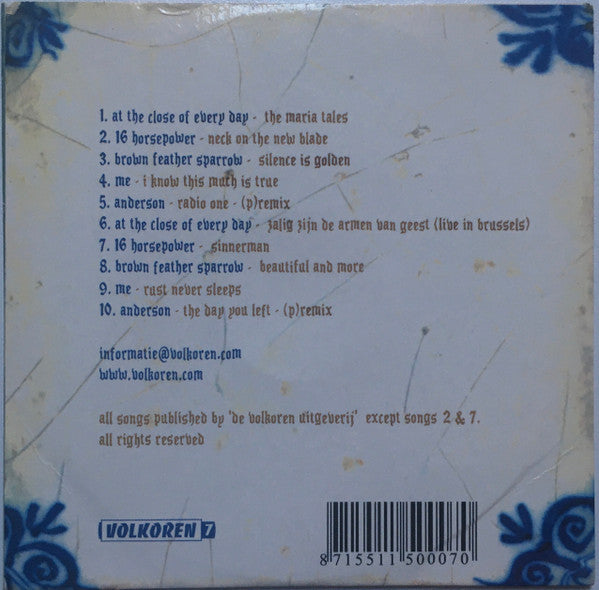 1. at the close of every day - the maria tales
2. 16 horsepower - neck on the new blade
3. brown feather sparrow - silence is golden
4. me - i know this much is true
5. anderson - radio one - (p)remix
6. at the close of every day - zalig zijn de armen van geest (live in brussels)
7. 16 horsepower - sinnerman
8. brown feather sparrow - beautiful and more
9. me - rust never sleeps
10. anderson - the day you left - (p)remix
informatie@volkoren.com
www.volkoren.com
all songs published by 'de volkoren uitgeverij' except songs 2 & 7.
all rights reserved
VOLKOREN 7
8 715511 500070